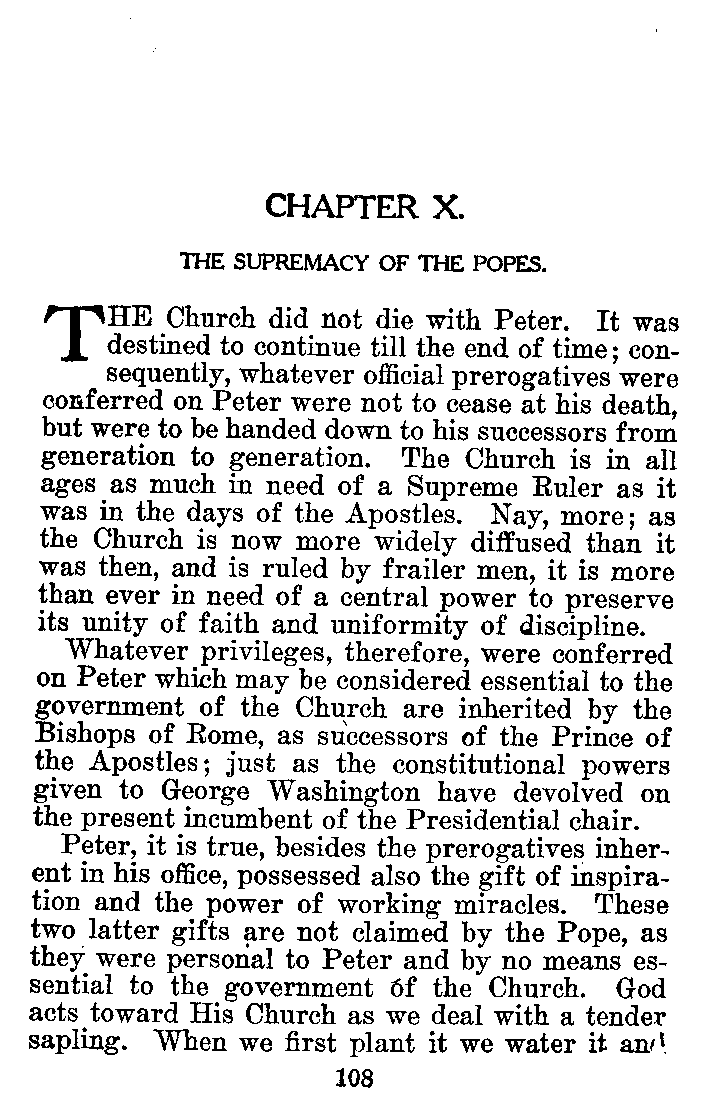 CHAPTER X.
THE SUPREMACY OF THE POPES.
THE Church did not die with Peter. It was
destined to continue till the end of time; con-
sequently, whatever official prerogatives were
conferred on Peter were not to cease at his death,
but were to be handed down to his successors from
generation to generation. The Church is in all
ages as much in need of a Supreme Ruler as it
was in the days of the Apostles. Nay, more; as
the Church is now more widely diffused than it
was then, and is ruled by frailer men, it is more
than ever in need of a central power to preserve
its unity of faith and uniformity of discipline.
Whatever privileges, therefore, were conferred
on Peter which may be considered essential to the
government of the Church are inherited by the
Bishops of Rome, as successors of the Prince of
the Apostles; just as the constitutional powers
given to George Washington have devolved on
the present incumbent of the Presidential chair.
Peter, it is true, besides the prerogatives inher-
ent in his office, possessed also the gift of inspira-
tion and the power of working miracles. These
two latter gifts are not claimed by the Pope, as
they were personal to Peter and by no means es-
sential to the government of the Church. God
acts toward His Church as we deal with a tender
sapling. When we first plant it we water it and
108